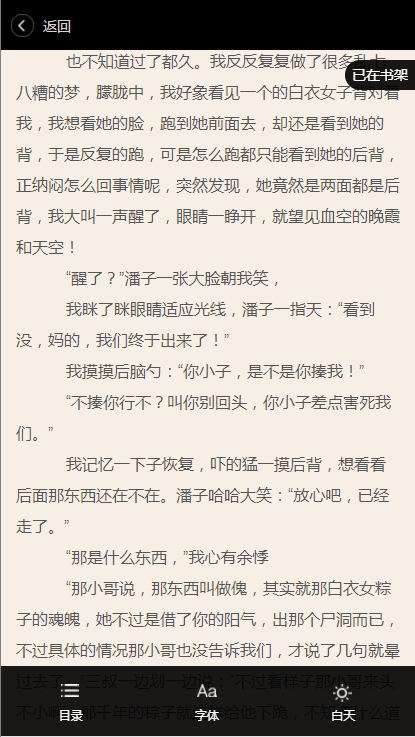 返回
也不知道过了都久。我反反复复做了很多乱七
已在书架
八糟的梦，朦胧中，我好象看见一个的白衣女子背对着
我，我想看她的脸，跑到她前面去，却还是看到她的
背，于是反复的跑，可是怎么跑都只能看到她的后背，
正纳闷怎么回事情呢，突然发现，她竟然是两面都是后
背，我大叫一声醒了，眼睛一睁开，就望见血空的晚霞
和天空！
“醒了？”潘子一张大脸朝我笑，
我眯了眯眼睛适应光线，潘子一指天：“看到
没，妈的，我们终于出来了！”
我摸摸后脑勺：“你小子，是不是你揍我！”
“不揍你行不？叫你别回头，你小子差点害死我
们。”
我记忆一下子恢复，吓的猛一摸后背，想看看
后面那东西还在不在。潘子哈哈大笑：“放心吧，已经
走了。”
“那是什么东西，”我心有余悸
“那小哥说，那东西叫做傀，其实就那白衣女粽
子的魂魄，她不过是借了你的阳气，出那个尸洞而已，
不过具体的情况那小哥也没告诉我们，才说了几句就晕
过去了。”三叔一边划一边说：“不过看样子那小哥来头
不小啊，那千年的粽子就这样给他下跪，不知道什么道
目录
Aa
字体
白天